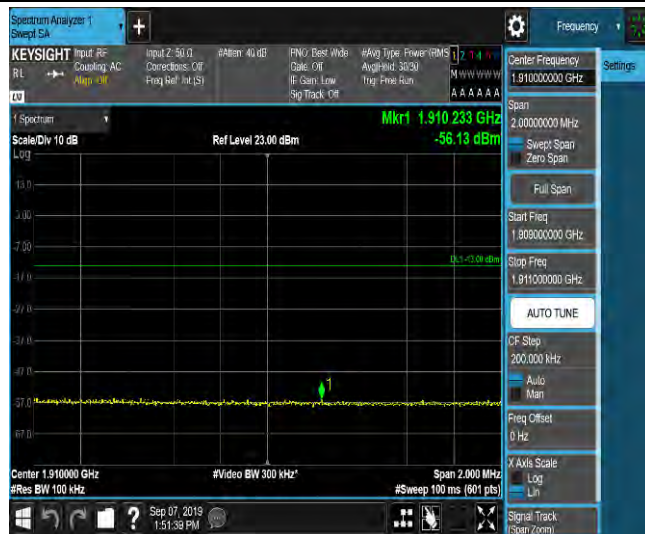 Spectrum Analyzer 1
Swept SA
+
Frequency
KEYSIGHT
RL
Input: RF
Coupling: AC
Align: Off
Input Z: 50 Ω
Corrections: Off
Freq Ref: Int (S)
#Atten: 40 dB
PNO: Best Wide
Gate: Off
IF Gain: Low
Sig Track: Off
#Avg Type: Power (RMS
Avg|Hold: 30/30
Trig: Free Run
M W W W W W
A A A A A A
1 Spectrum
Scale/Div 10 dB
Log
Ref Level 23.00 dBm
Mkr1 1.910 233 GHz
-56.13 dBm
13.0
3.00
-7.00
DL1 -13.00 dBm
-17.0
-27.0
-37.0
-47.0
1
-57.0
-67.0
Center 1.910000 GHz
#Video BW 300 kHz*
Span 2.000 MHz
#Res BW 100 kHz
#Sweep 100 ms (601 pts)
?
Sep 07, 2019
1:51:39 PM
Center Frequency
1.910000000 GHz
Settings
Span
2.00000000 MHz
Swept Span
Zero Span
Full Span
Start Freq
1.909000000 GHz
Stop Freq
1.911000000 GHz
AUTO TUNE
CF Step
200.000 kHz
Auto
Man
Freq Offset
0 Hz
X Axis Scale
Log
Lin
Signal Track
(Span Zoom)